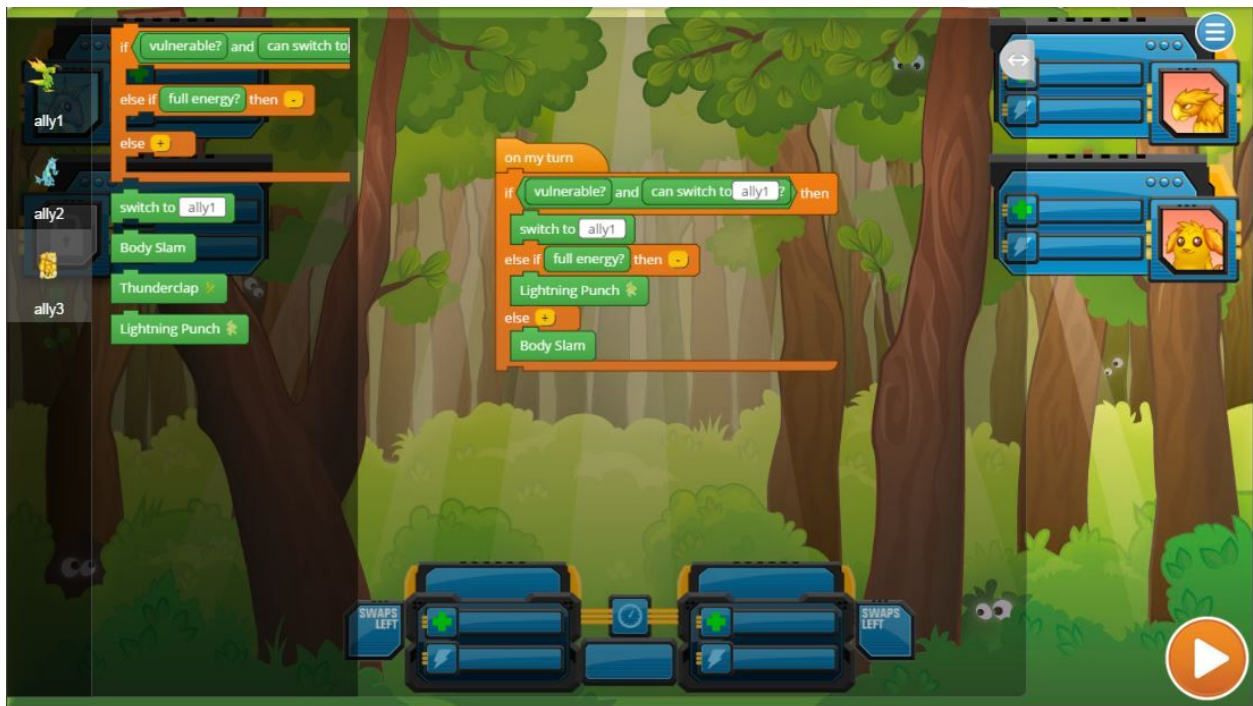 if vulnerable? and can switch to
ally1
else if full energy? then -
else +
ally2
switch to ally1
Body Slam
Thunderclap
ally3
Lightning Punch
on my turn
if vulnerable? and can switch to ally1 ? then
switch to ally1
else if full energy? then -
Lightning Punch
else +
Body Slam
SWAPS
LEFT
SWAPS
LEFT